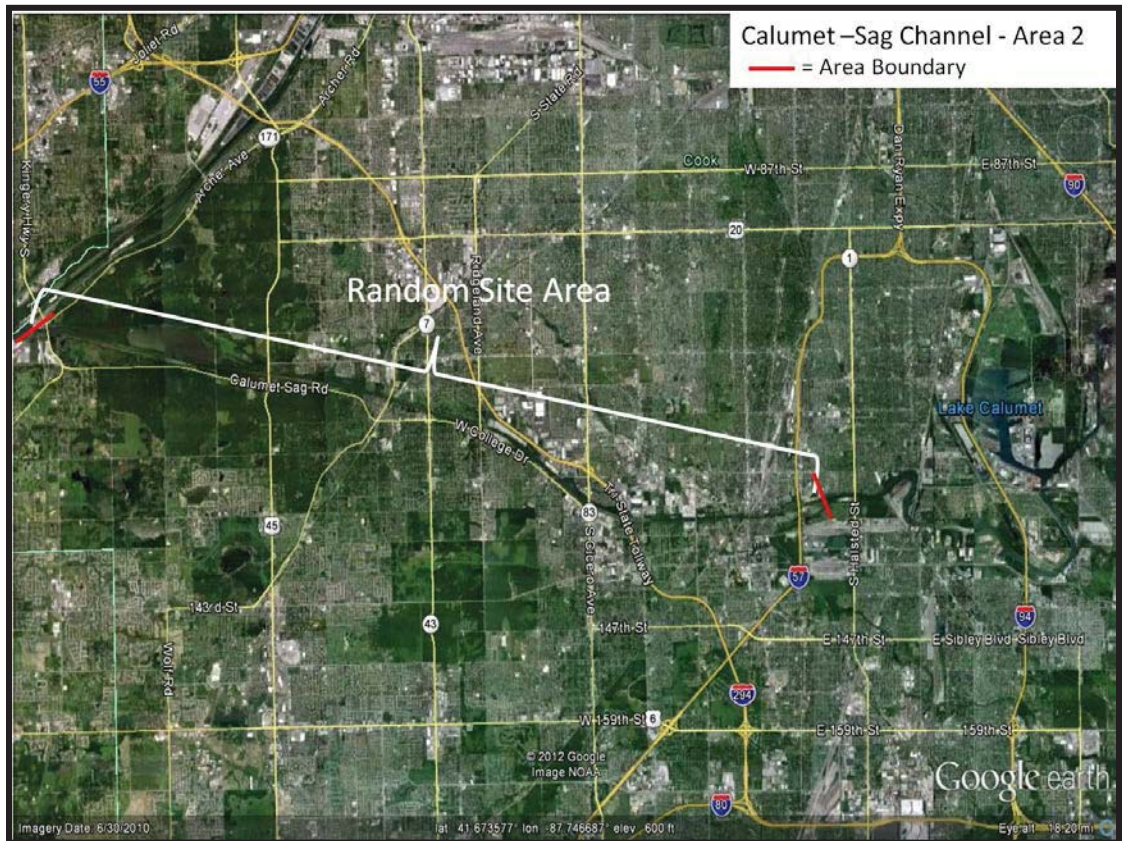 Calumet –Sag Channel - Area 2
= Area Boundary
Joliet Rd
55
Archer Rd
S State Rd
171
Archer Ave
Kingery Hwy S
Cook
W 87th St
E 87th St
Dan Ryan Expy
90
20
1
Random Site Area
Ridgeland Ave
7
Calumet Sag Rd
Lake Calumet
W College Dr
83
Tri State Tollway
S Cicero Ave
S Halsted St
45
57
143rd St
43
147th St
E 147th St
E Sibley Blvd
Sibley Blvd
94
Wolf Rd
294
W 159th St
6
E 159th St
159th St
© 2012 Google
Image NOAA
Google earth
80
Imagery Date 6/30/2010
lat 41.673577° lon -87.746687° elev 600 ft
Eye alt 18.20 mi